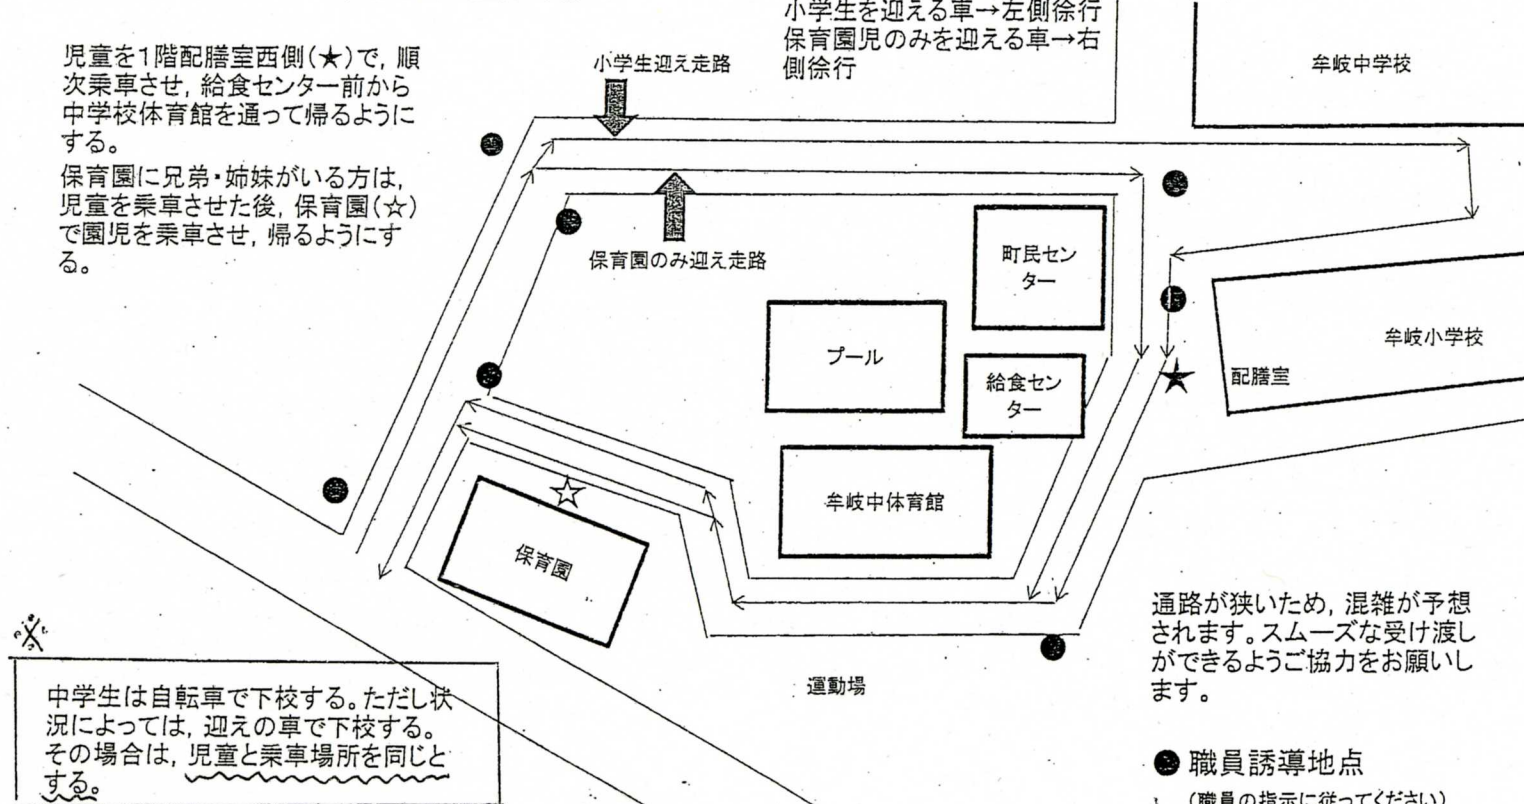 小学生を迎える車→左側徐行
保育園児のみを迎える車→右
側徐行
児童を1階配膳室西側(★)で, 順
次乗車させ, 給食センター前から
中学校体育館を通って帰るように
する。
保育園に兄弟・姉妹がいる方は,
児童を乗車させた後, 保育園(☆)
で園児を乗車させ, 帰るようにす
る。
小学生迎え走路
牟岐中学校
保育園のみ迎え走路
町民セン
ター
プール
給食セン
ター
牟岐小学校
配膳室
牟岐中体育館
保育園
運動場
通路が狭いため, 混雑が予想
されます。スムーズな受け渡し
ができるようご協力をお願いし
ます。
中学生は自転車で下校する。ただし状
況によっては, 迎えの車で下校する。
その場合は, 児童と乗車場所を同じと
する。
●職員誘導地点
(職員の指示に従ってください)